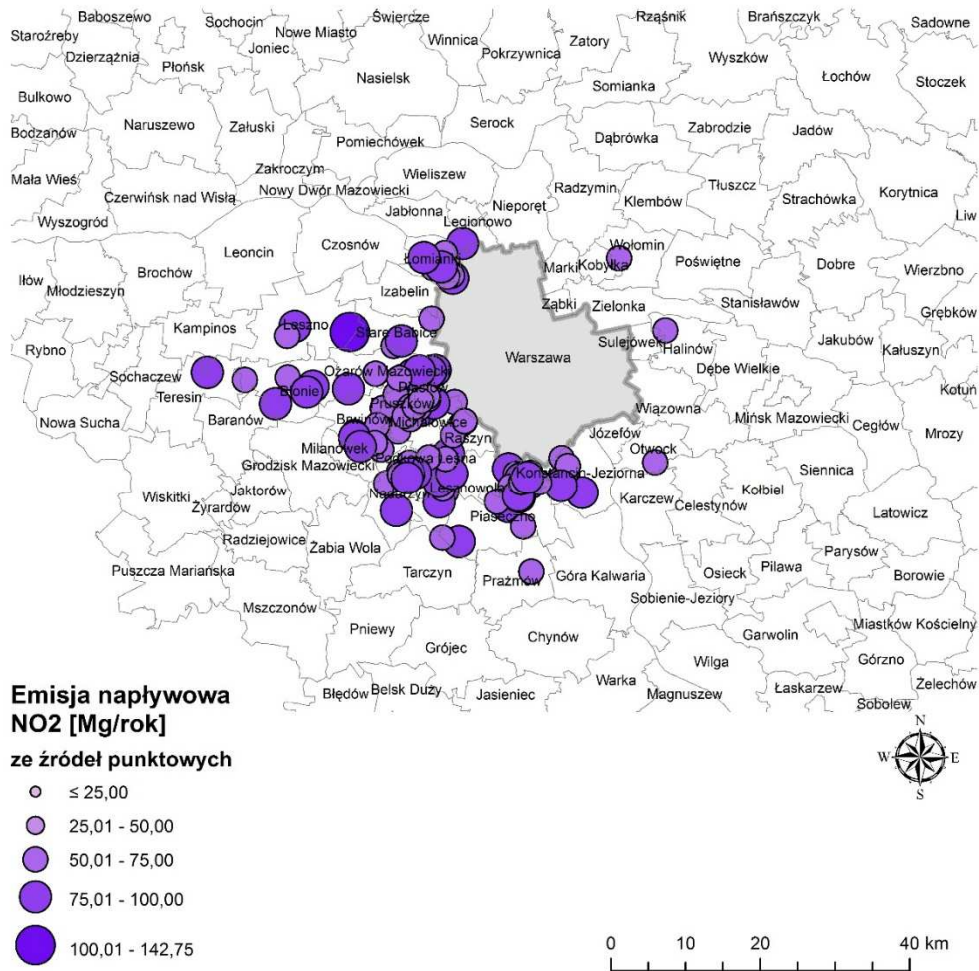 Baboszewo Sochocin Świercze Rząśnik Brańszczyk
Staroźreby Nowe Miasto Winnica Zatory Sadowne
Dzierzążnia Joniec Pokrzywnica Wyszków
Płońsk Nasielsk Łochów
Bulkowo Somianka Stoczek
Naruszewo Załuski Serock Zabrodzie
Bodzanów Pomiechówek Dąbrówka Jadów
Zakroczym Wieliszew
Mała Wieś Radzymin Tłuszcz
Czerwińsk nad Wisłą Nowy Dwór Mazowiecki Klembów Strachówka Korytnica
Wyszogród Jabłonna Nieporęt Liw
Legionowo
Leoncin Czosnów Wołomin
Łomianki Marki Kobyłka Poświętne Dobre
Iłów Brochów Wierzbno
Młodzieszyn Izabelin
Ząbki Zielonka Stanisławów
Kampinos Leszno Grębków
Stare Babice Sulejówek Jakubów
Rybno Warszawa Halinów Kałuszyn
Sochaczew Ożarów Mazowiecki Dębe Wielkie
Teresin Błonie Piastów Kotuń
Baranów Pruszków Wiązowna
Nowa Sucha Brwinów Michałowice Mińsk Mazowiecki Cegłów
Milanówek Raszyn Józefów Mrozy
Otwock
Grodzisk Mazowiecki Podkowa Leśna Konstancin-Jeziorna Siennica
Jaktorów Nadarzyn Lesznowola Kołbiel
Wiskitki Żyrardów Karczew Celestynów
Piaseczno Latowicz
Radziejowice Żabia Wola Parysów
Puszcza Mariańska Tarczyn Prażmów Góra Kalwaria Osieck Pilawa Borowie
Mszczonów Sobienie-Jeziory
Pniewy Garwolin Miastków Kościelny
Grójec Chynów
Wilga Górzno
Błędów Belsk Duży Jasieniec Warka Magnuszew Łaskarzew Żelechów
Sobolew
Emisja napływowa
NO2 [Mg/rok]
ze źródeł punktowych
≤ 25,00
25,01 - 50,00
50,01 - 75,00
75,01 - 100,00
100,01 - 142,75
N
W E
S
0 10 20 40 km